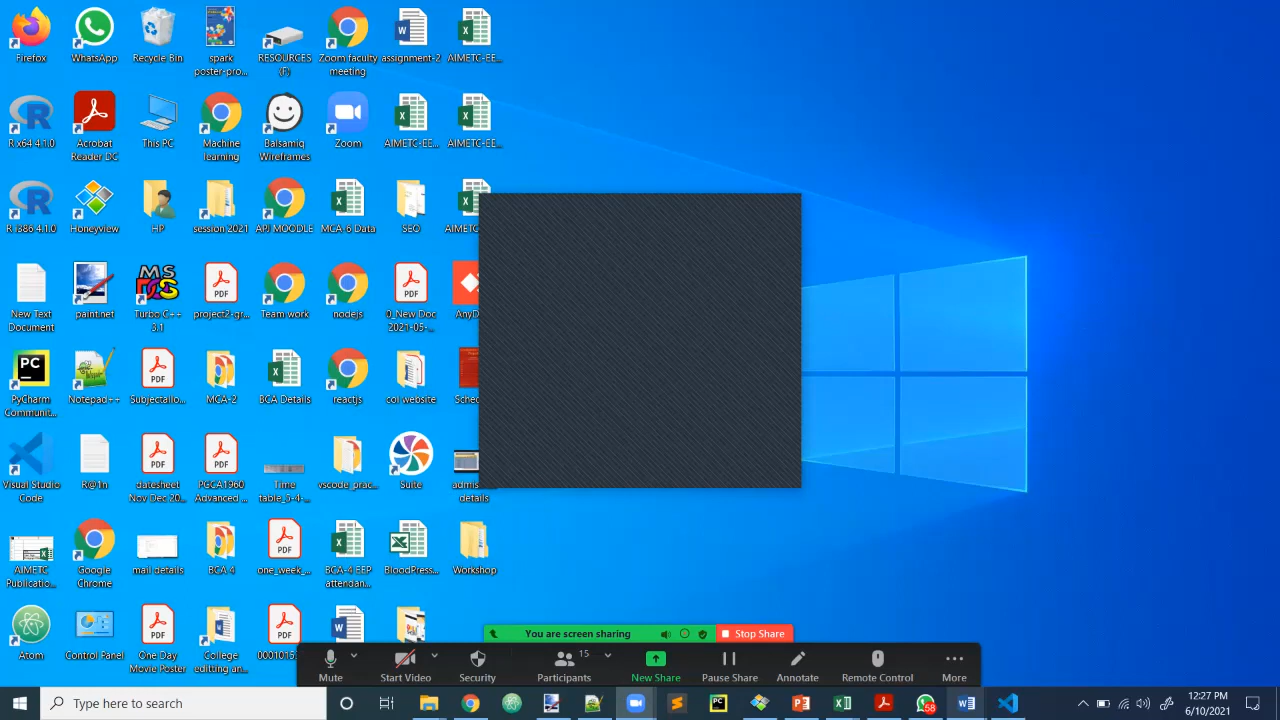 Firefox
WhatsApp
Recycle Bin
spark
poster-pro...
RESOURCES
(F)
Zoom faculty
meeting
assignment-2
AIMETC-EE...
R x64 4.1.0
Acrobat
Reader DC
This PC
Machine
learning
Balsamiq
Wireframes
Zoom
AIMETC-EE...
AIMETC-EE...
R i386 4.1.0
Honeyview
HP
session 2021
APJ MOODLE
MCA-6 Data
SEO
New Text
Document
paint.net
Turbo C++
3.1
project2-gr...
Team work
nodejs
0_New Doc
2021-05-...
PyCharm
Communit...
Notepad++
Subjectallo...
MCA-2
BCA Details
reactjs
coi website
Visual Studio
Code
R@1n
datesheet
Nov Dec 20...
PGCA1960
Advanced ...
Time
table_5-4-...
vscode_prac...
Suite
details
AIMETC
Publicatio...
Google
Chrome
mail details
BCA 4
one_week_...
BCA-4 EEP
attendan...
BloodPress...
Workshop
Atom
Control Panel
One Day
Movie Poster
College
editting an...
You are screen sharing
Stop Share
15
Mute
Start Video
Security
Participants
New Share
Pause Share
Annotate
Remote Control
More
Type here to search
58
12:27 PM
6/10/2021